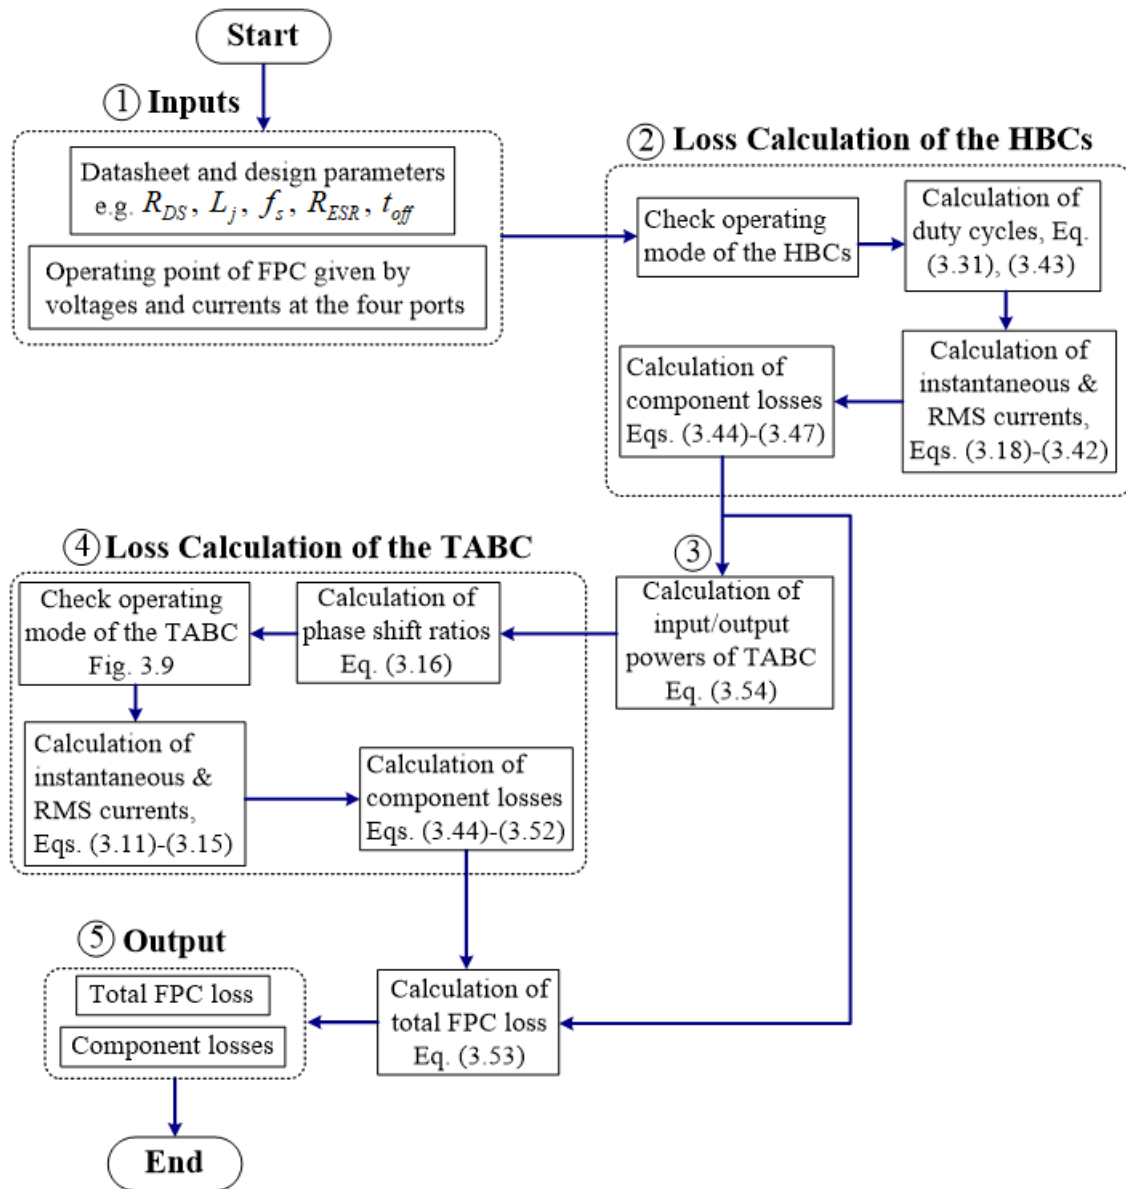 Start
① Inputs
Datasheet and design parameters
e.g. R_DS, L_j, f_s, R_ESR, t_off
Operating point of FPC given by
voltages and currents at the four ports
② Loss Calculation of the HBCs
Check operating
mode of the HBCs
Calculation of
duty cycles, Eq.
(3.31), (3.43)
Calculation of
instantaneous &
RMS currents,
Eqs. (3.18)-(3.42)
Calculation of
component losses
Eqs. (3.44)-(3.47)
③
Calculation of
input/output
powers of TABC
Eq. (3.54)
④ Loss Calculation of the TABC
Calculation of
phase shift ratios
Eq. (3.16)
Check operating
mode of the TABC
Fig. 3.9
Calculation of
instantaneous &
RMS currents,
Eqs. (3.11)-(3.15)
Calculation of
component losses
Eqs. (3.44)-(3.52)
Calculation of
total FPC loss
Eq. (3.53)
⑤ Output
Total FPC loss
Component losses
End